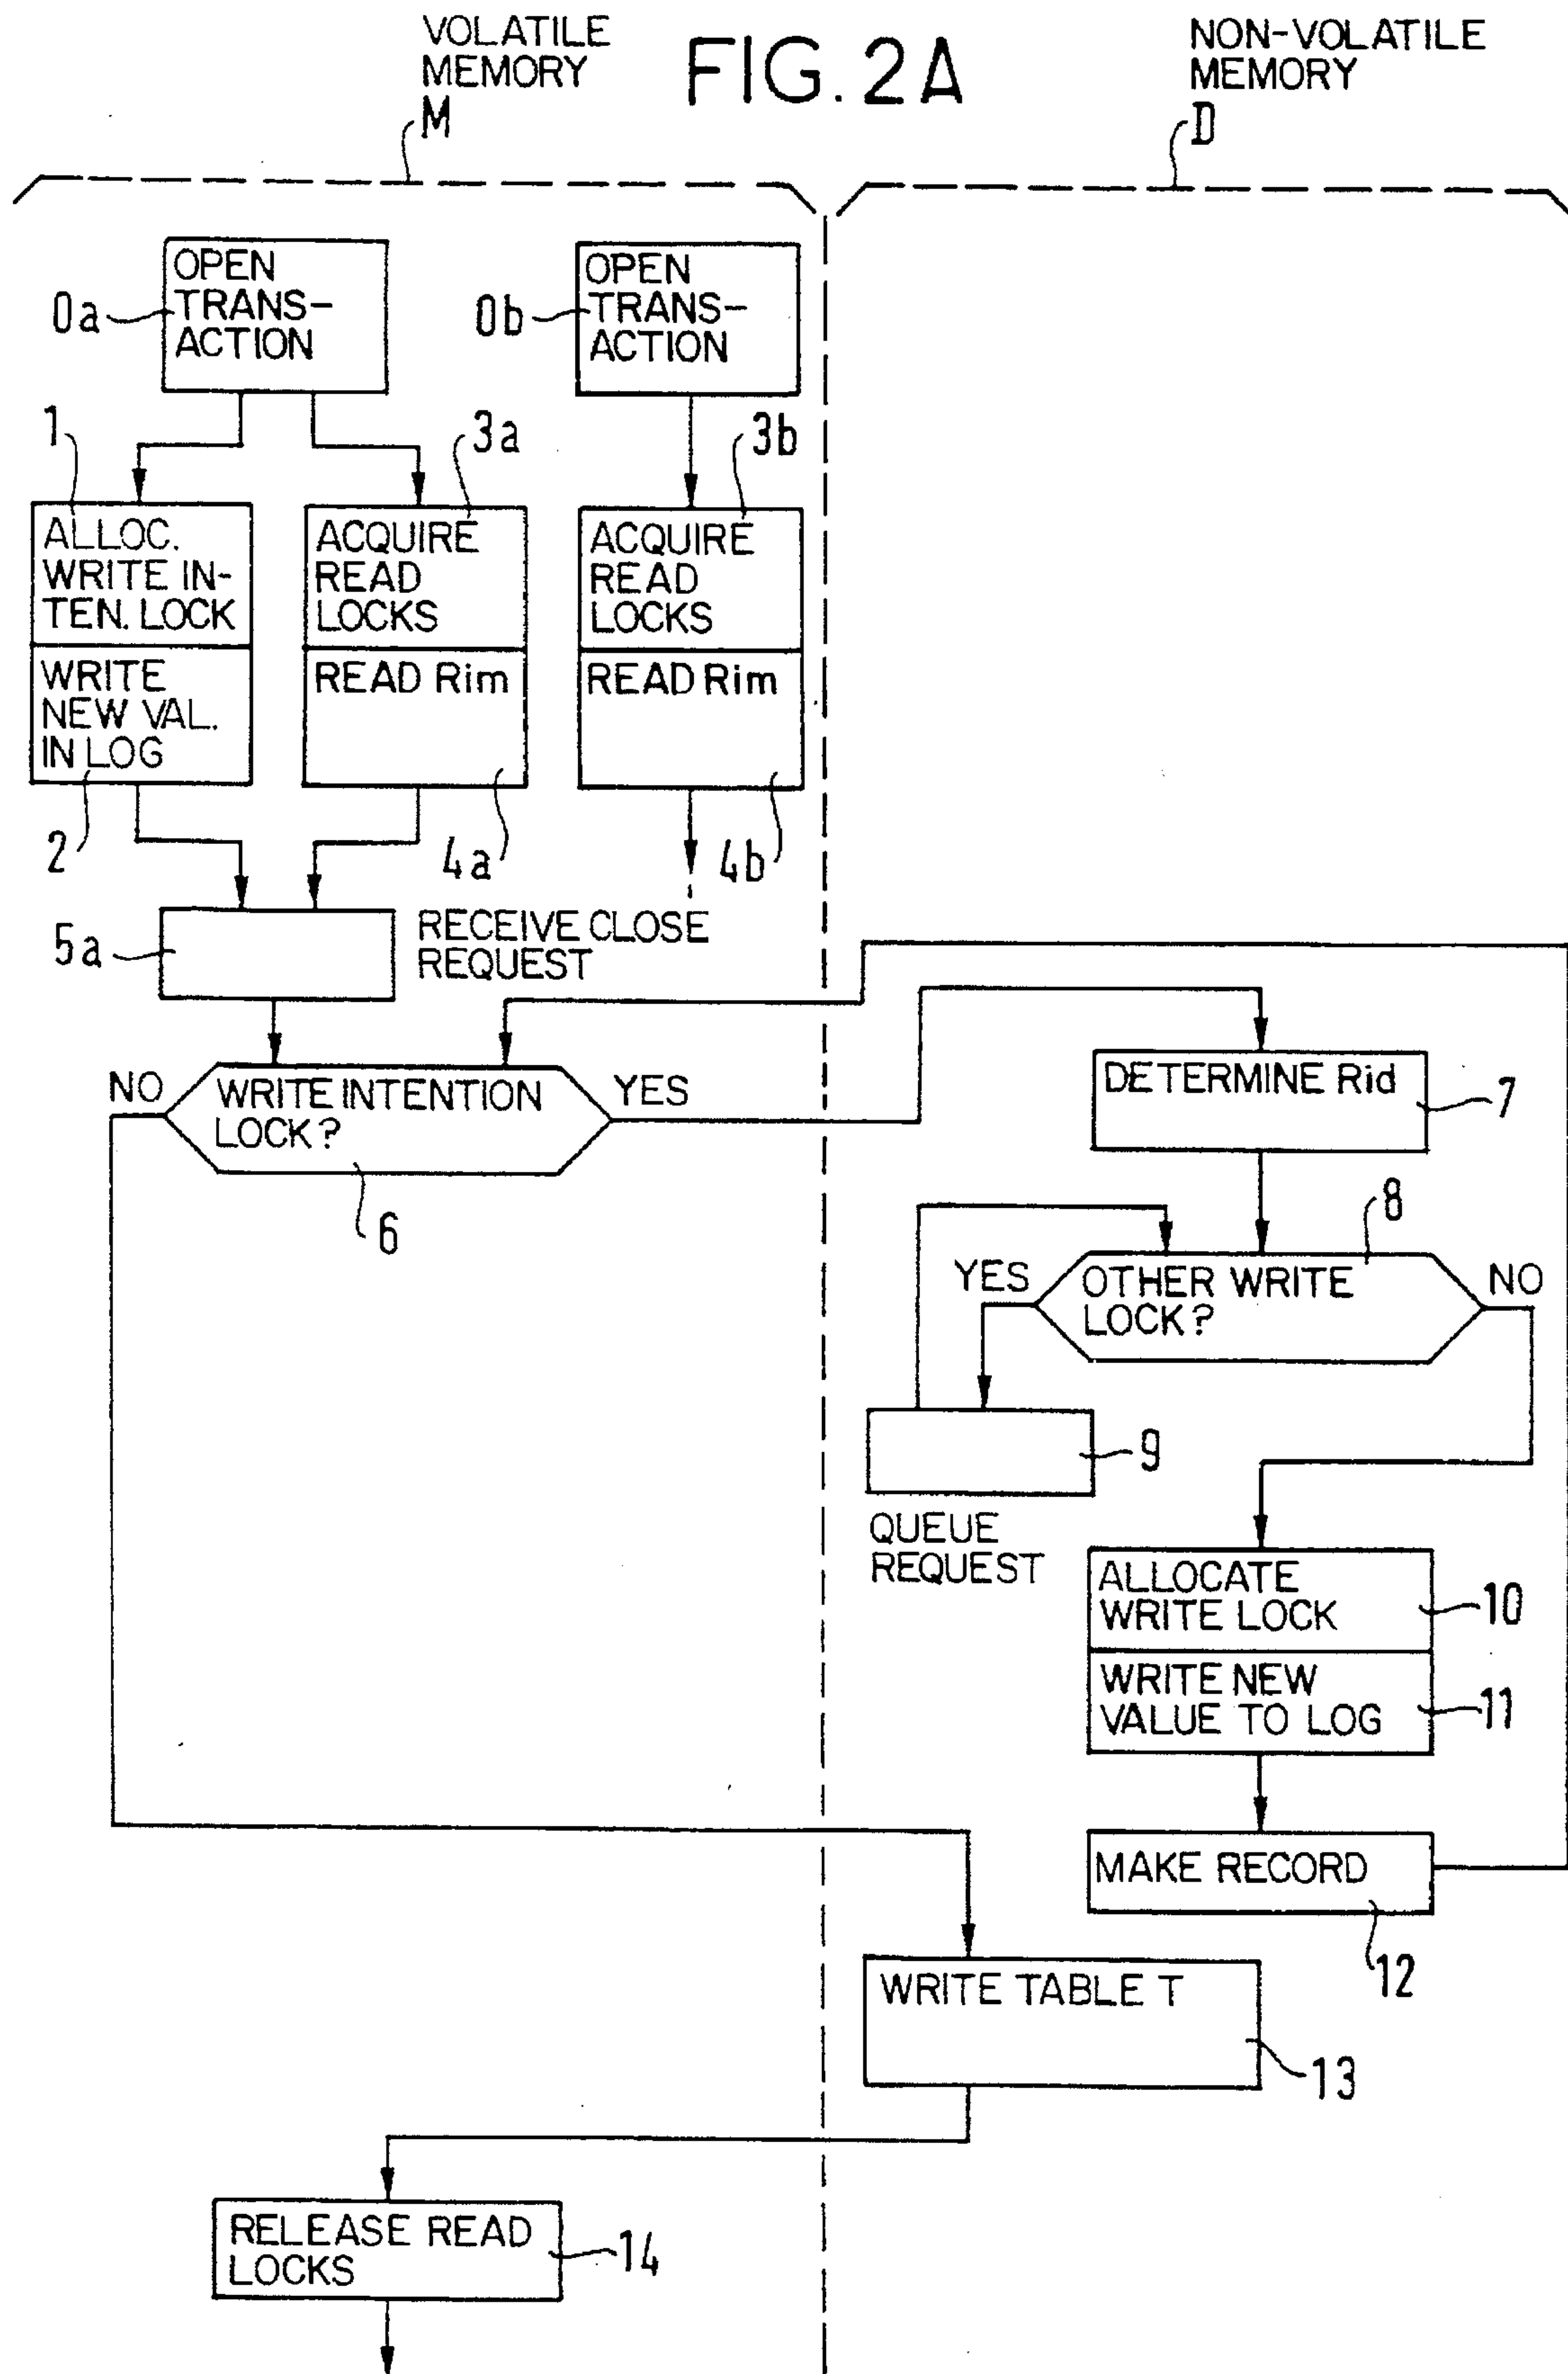 FIG. 2A
VOLATILE
MEMORY
M
NON-VOLATILE
MEMORY
D
0a
OPEN
TRANS-
ACTION
0b
OPEN
TRANS-
ACTION
1
3a
3b
ALLOC.
WRITE IN-
TEN. LOCK
ACQUIRE
READ
LOCKS
ACQUIRE
READ
LOCKS
WRITE
NEW VAL.
IN LOG
READ Rim
READ Rim
2
4a
4b
5a
RECEIVE CLOSE
REQUEST
NO
WRITE INTENTION
LOCK?
YES
6
DETERMINE Rid
7
8
YES
OTHER WRITE
LOCK?
NO
9
QUEUE
REQUEST
ALLOCATE
WRITE LOCK
10
WRITE NEW
VALUE TO LOG
11
MAKE RECORD
12
WRITE TABLE T
13
RELEASE READ
LOCKS
14